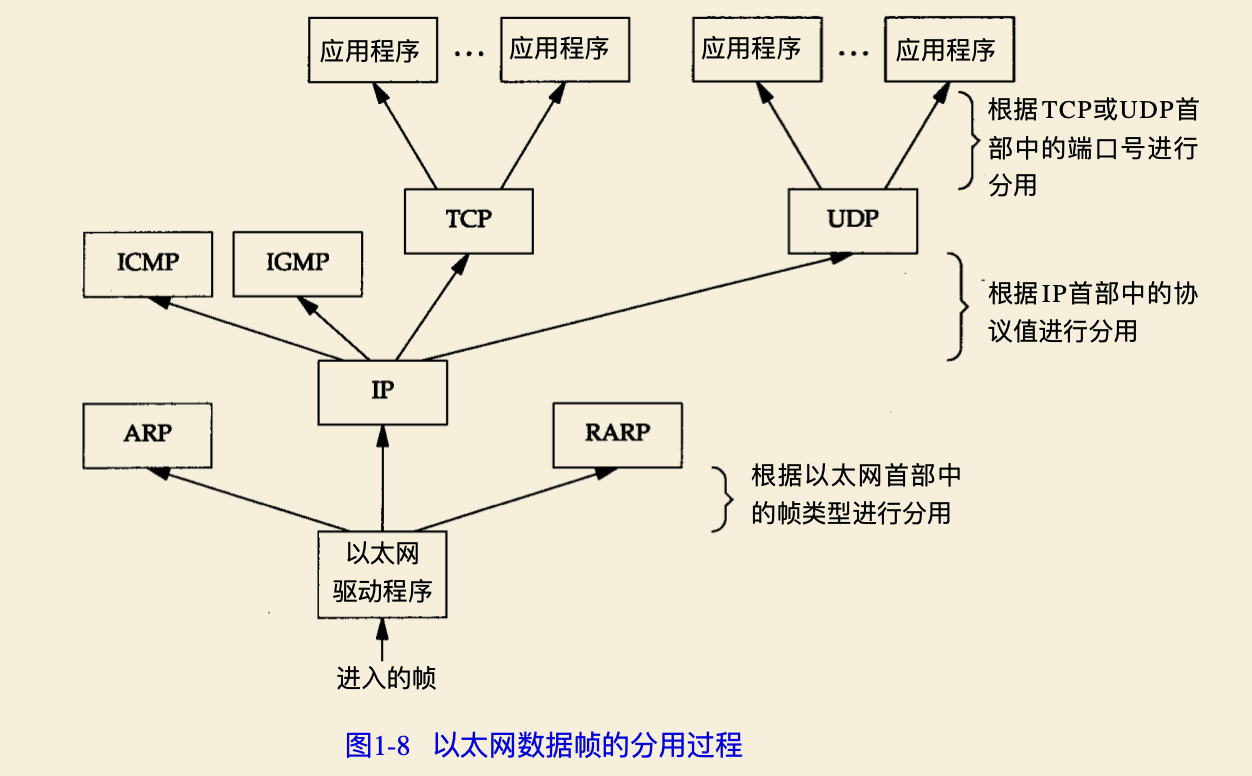 应用程序 … 应用程序 应用程序 … 应用程序
根据TCP或UDP首
部中的端口号进行
分用
TCP UDP
ICMP IGMP
根据IP首部中的协
议值进行分用
IP
ARP RARP
根据以太网首部中
的帧类型进行分用
以太网
驱动程序
进入的帧
图1-8 以太网数据帧的分用过程